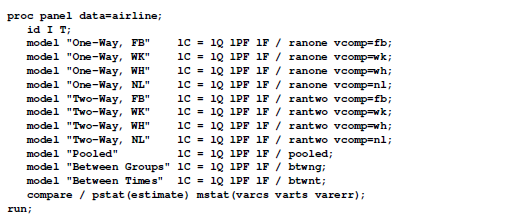 proc panel data=airline;
id I T;
model "One-Way, FB" lC = lQ lPF lF / ranone vcomp=fb;
model "One-Way, WK" lC = lQ lPF lF / ranone vcomp=wk;
model "One-Way, WH" lC = lQ lPF lF / ranone vcomp=wh;
model "One-Way, NL" lC = lQ lPF lF / ranone vcomp=nl;
model "Two-Way, FB" lC = lQ lPF lF / rantwo vcomp=fb;
model "Two-Way, WK" lC = lQ lPF lF / rantwo vcomp=wk;
model "Two-Way, WH" lC = lQ lPF lF / rantwo vcomp=wh;
model "Two-Way, NL" lC = lQ lPF lF / rantwo vcomp=nl;
model "Pooled" lC = lQ lPF lF / pooled;
model "Between Groups" lC = lQ lPF lF / btwng;
model "Between Times" lC = lQ lPF lF / btwnt;
compare / pstat(estimate) mstat(varcs varts varerr);
run;